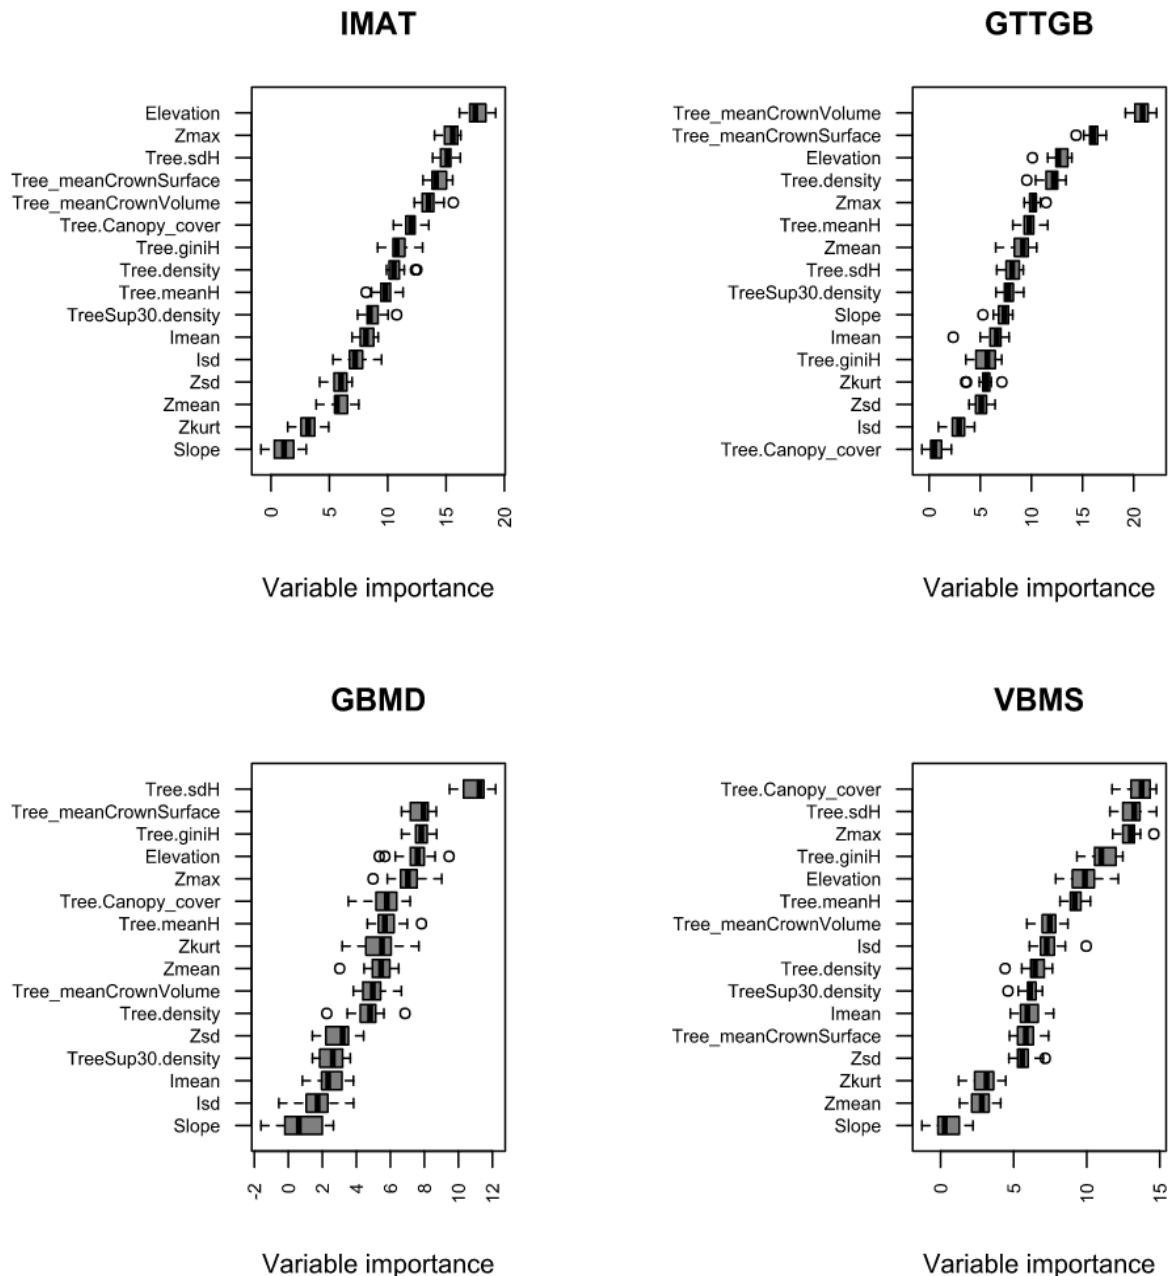 IMAT
Elevation
Zmax
Tree.sdH
Tree_meanCrownSurface
Tree_meanCrownVolume
Tree.Canopy_cover
Tree.giniH
Tree.density
Tree.meanH
TreeSup30.density
Imean
Isd
Zsd
Zmean
Zkurt
Slope
0 5 10 15 20
Variable importance
GTTGB
Tree_meanCrownVolume
Tree_meanCrownSurface
Elevation
Tree.density
Zmax
Tree.meanH
Zmean
Tree.sdH
TreeSup30.density
Slope
Imean
Tree.giniH
Zkurt
Zsd
Isd
Tree.Canopy_cover
0 5 10 15 20
Variable importance
GBMD
Tree.sdH
Tree_meanCrownSurface
Tree.giniH
Elevation
Zmax
Tree.Canopy_cover
Tree.meanH
Zkurt
Zmean
Tree_meanCrownVolume
Tree.density
Zsd
TreeSup30.density
Imean
Isd
Slope
-2 0 2 4 6 8 10 12
Variable importance
VBMS
Tree.Canopy_cover
Tree.sdH
Zmax
Tree.giniH
Elevation
Tree.meanH
Tree_meanCrownVolume
Isd
Tree.density
TreeSup30.density
Imean
Tree_meanCrownSurface
Zsd
Zkurt
Zmean
Slope
0 5 10 15
Variable importance